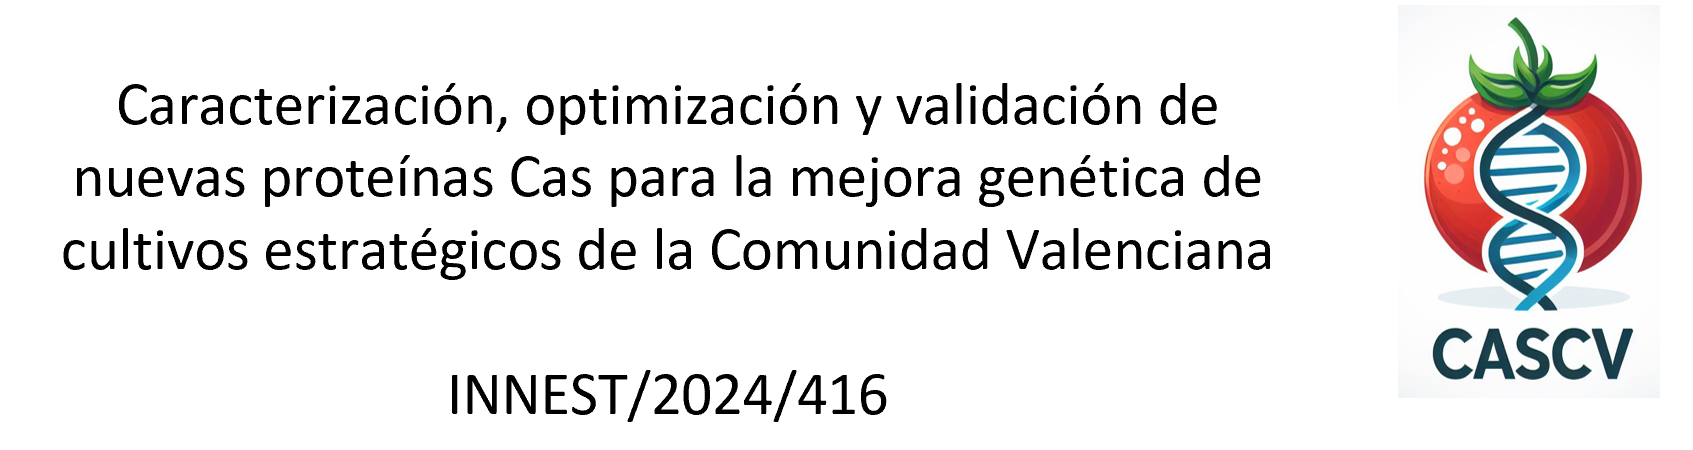 Caracterización, optimización y validación de
nuevas proteínas Cas para la mejora genética de
cultivos estratégicos de la Comunidad Valenciana
INNEST/2024/416
CASCV